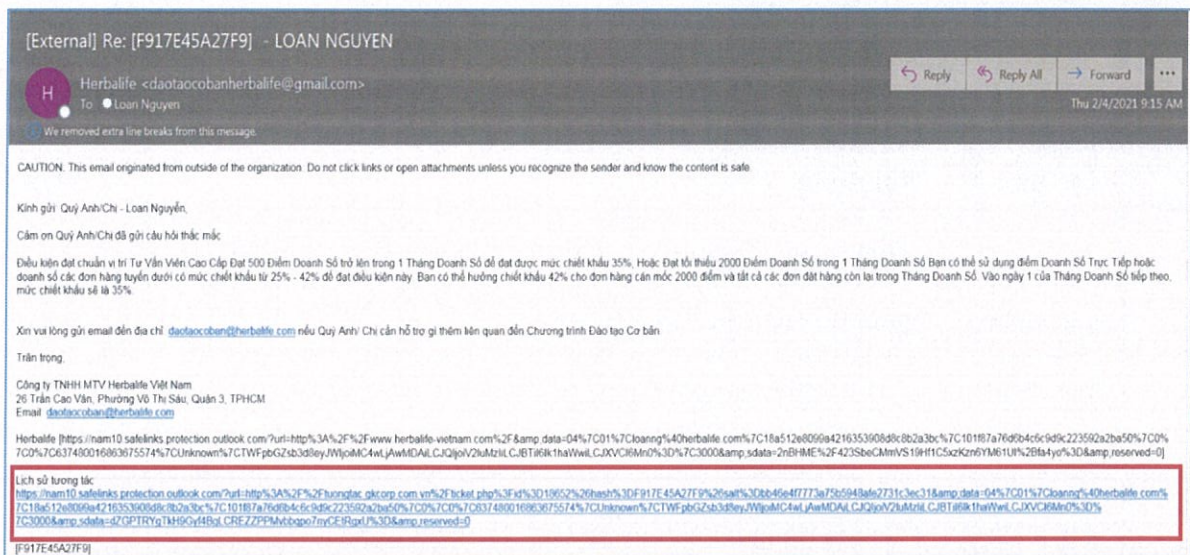 [External] Re: [F917E45A27F9] - LOAN NGUYEN
Herbalife <daotaocobanherbalife@gmail.com>
To Loan Nguyen
Reply
Reply All
Forward
Thu 2/4/2021 9:15 AM
We removed extra line breaks from this message.
CAUTION: This email originated from outside of the organization. Do not click links or open attachments unless you recognize the sender and know the content is safe
Kính gửi Quý Anh/Chị - Loan Nguyễn,
Cảm ơn Quý Anh/Chị đã gửi câu hỏi thắc mắc
Điều kiện đạt chuẩn vị trí Tư Vấn Viên Cao Cấp Đạt 500 Điểm Doanh Số trở lên trong 1 Tháng Doanh Số để đạt được mức chiết khấu 35%, Hoặc Đạt tối thiểu 2000 Điểm Doanh Số trong 1 Tháng Doanh Số Bạn có thể sử dụng điểm Doanh Số Trực Tiếp hoặc
doanh số các đơn hàng tuyến dưới có mức chiết khấu từ 25% - 42% để đạt điều kiện này. Bạn có thể hưởng chiết khấu 42% cho đơn hàng cán mốc 2000 điểm và tất cả các đơn đặt hàng còn lại trong Tháng Doanh Số. Vào ngày 1 của Tháng Doanh Số tiếp theo,
mức chiết khấu sẽ là 35%.
Xin vui lòng gửi email đến địa chỉ daotaocoban@herbalife.com nếu Quý Anh/ Chị cần hỗ trợ gì thêm liên quan đến Chương trình Đào tạo Cơ bản.
Trân trọng,
Công ty TNHH MTV Herbalife Việt Nam
26 Trần Cao Vân, Phường Võ Thị Sáu, Quận 3, TPHCM
Email daotaocoban@herbalife.com
Herbalife
Lịch sử tương tác
[F917E45A27F9]